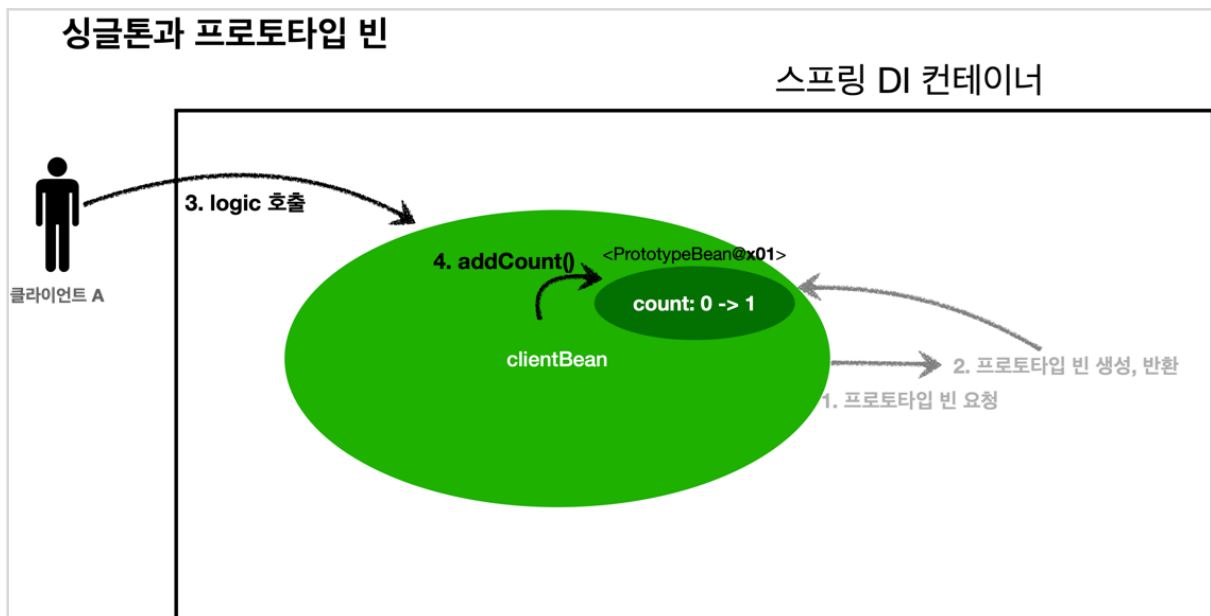 싱글톤과 프로토타입 빈
스프링 DI 컨테이너
3. logic 호출
클라이언트 A
4. addCount()
<PrototypeBean@x01>
count: 0 -> 1
clientBean
2. 프로토타입 빈 생성, 반환
1. 프로토타입 빈 요청